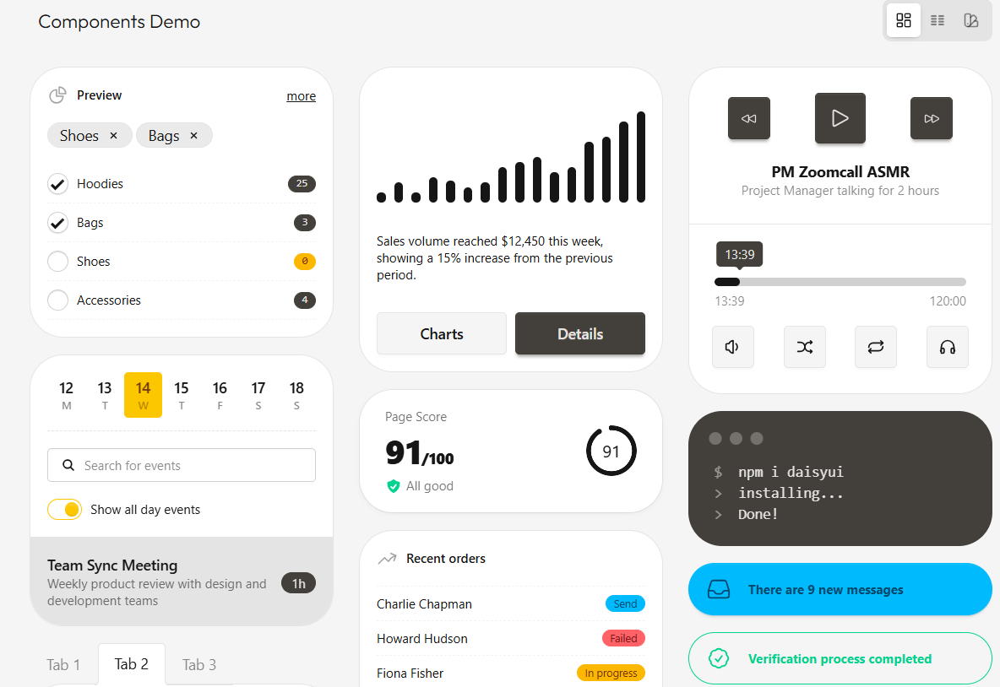 Components Demo
Preview
more
Shoes ✕
Bags ✕
Hoodies 25
Bags 3
Shoes 0
Accessories 4
12 13 14 15 16 17 18
M T W T F S S
Search for events
Show all day events
Team Sync Meeting
Weekly product review with design and
development teams
1h
Tab 1 Tab 2 Tab 3
Sales volume reached $12,450 this week,
showing a 15% increase from the previous
period.
Charts
Details
Page Score
91/100
All good
91
Recent orders
Charlie Chapman Send
Howard Hudson Failed
Fiona Fisher In progress
PM Zoomcall ASMR
Project Manager talking for 2 hours
13:39
13:39 120:00
$ npm i daisyui
> installing...
> Done!
There are 9 new messages
Verification process completed